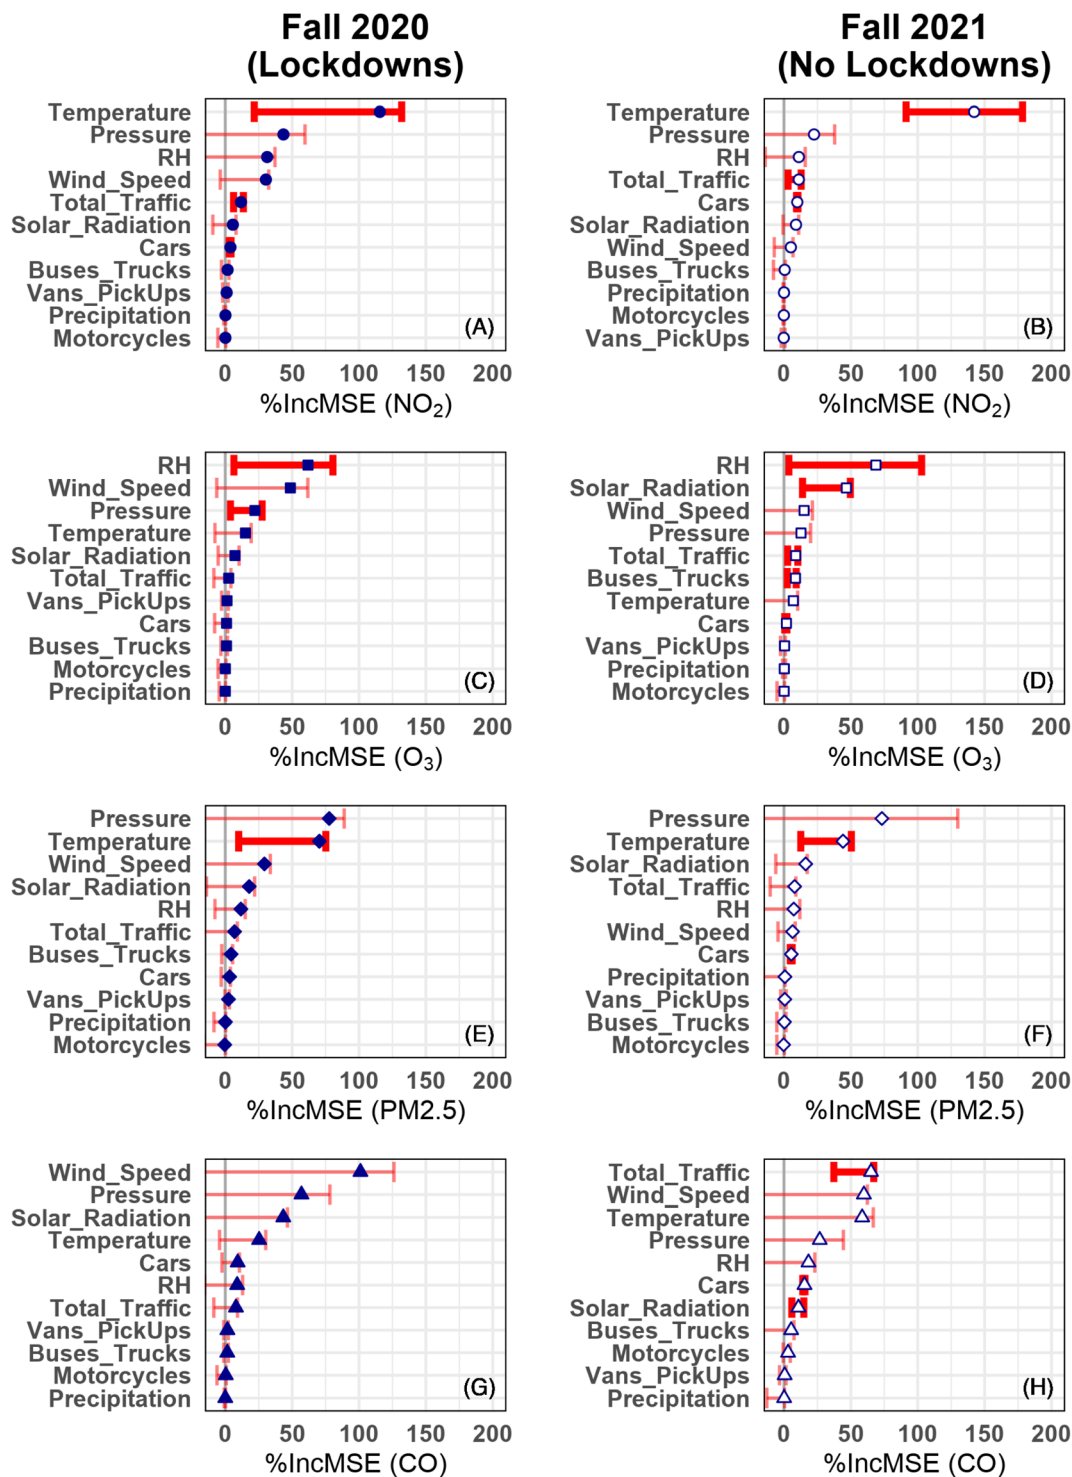 Fall 2020
(Lockdowns)
Fall 2021
(No Lockdowns)
Temperature
Pressure
RH
Wind_Speed
Total_Traffic
Solar_Radiation
Cars
Buses_Trucks
Vans_PickUps
Precipitation
Motorcycles
(A)
0 50 100 150 200
%IncMSE (NO₂)
Temperature
Pressure
RH
Total_Traffic
Cars
Solar_Radiation
Wind_Speed
Buses_Trucks
Precipitation
Motorcycles
Vans_PickUps
(B)
0 50 100 150 200
%IncMSE (NO₂)
RH
Wind_Speed
Pressure
Temperature
Solar_Radiation
Total_Traffic
Vans_PickUps
Cars
Buses_Trucks
Motorcycles
Precipitation
(C)
0 50 100 150 200
%IncMSE (O₃)
RH
Solar_Radiation
Wind_Speed
Pressure
Total_Traffic
Buses_Trucks
Temperature
Cars
Vans_PickUps
Precipitation
Motorcycles
(D)
0 50 100 150 200
%IncMSE (O₃)
Pressure
Temperature
Wind_Speed
Solar_Radiation
RH
Total_Traffic
Buses_Trucks
Cars
Vans_PickUps
Precipitation
Motorcycles
(E)
0 50 100 150 200
%IncMSE (PM2.5)
Pressure
Temperature
Solar_Radiation
Total_Traffic
RH
Wind_Speed
Cars
Precipitation
Vans_PickUps
Buses_Trucks
Motorcycles
(F)
0 50 100 150 200
%IncMSE (PM2.5)
Wind_Speed
Pressure
Solar_Radiation
Temperature
Cars
RH
Total_Traffic
Vans_PickUps
Buses_Trucks
Motorcycles
Precipitation
(G)
0 50 100 150 200
%IncMSE (CO)
Total_Traffic
Wind_Speed
Temperature
Pressure
RH
Cars
Solar_Radiation
Buses_Trucks
Motorcycles
Vans_PickUps
Precipitation
(H)
0 50 100 150 200
%IncMSE (CO)